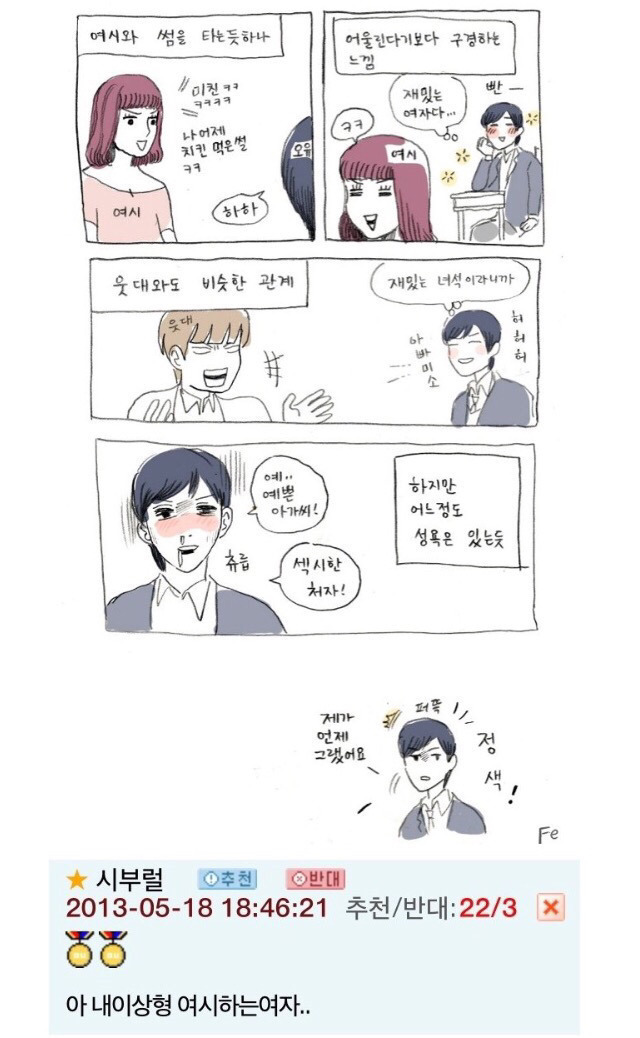 여시와 썸을 타는듯하나
미친 ㅋㅋ
ㅋㅋㅋㅋ
나 어제
치킨 먹은썰
ㅋㅋ
오유
하하
여시
어울린다기보다 구경하는
느낌
빤ㅡ
재밌는
여자다...
ㅋㅋ
여시
웃대와도 비슷한 관계
웃대
재밌는 녀석이라니까
허허허
아빠미소
예..
예쁜
아가씨!
츄릅
섹시한
처자!
하지만
어느정도
성욕은 있는듯
제가
언제
그랬어요
퍼뜩
정색!
Fe
시부럴 추천 반대
2013-05-18 18:46:21 추천/반대:22/3
아 내이상형 여시하는여자..